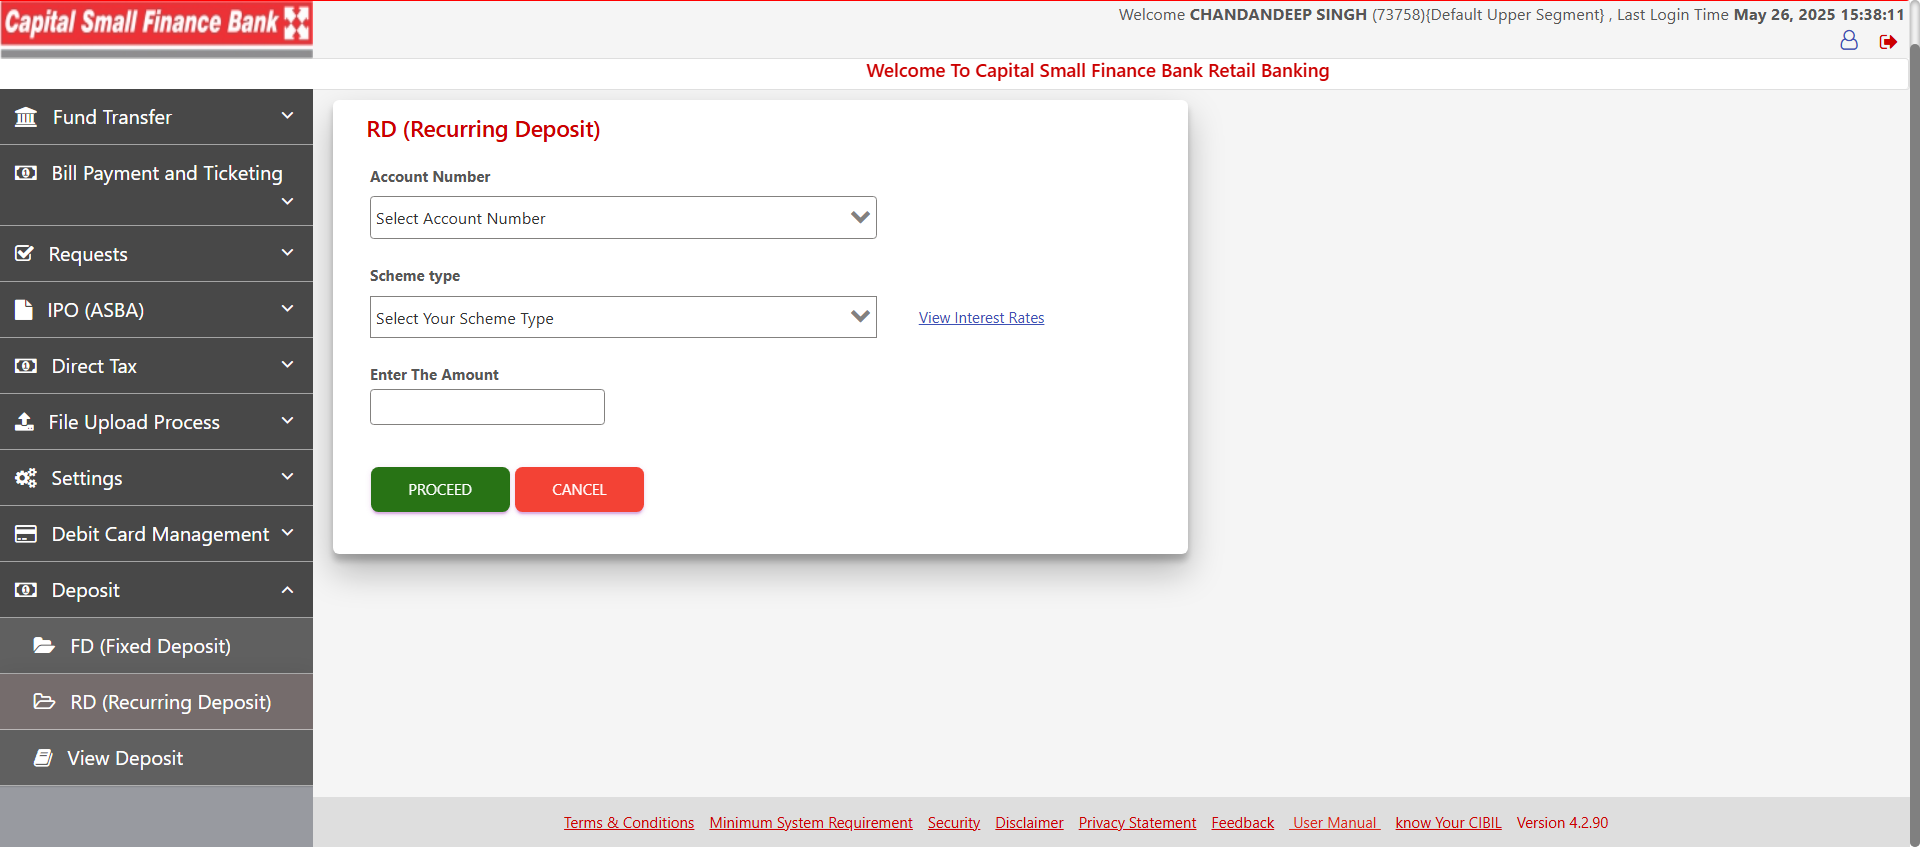 Capital Small Finance Bank
Welcome CHANDANDEEP SINGH (73758){Default Upper Segment} , Last Login Time May 26, 2025 15:38:11
Welcome To Capital Small Finance Bank Retail Banking
Fund Transfer
Bill Payment and Ticketing
Requests
IPO (ASBA)
Direct Tax
File Upload Process
Settings
Debit Card Management
Deposit
FD (Fixed Deposit)
RD (Recurring Deposit)
View Deposit
RD (Recurring Deposit)
Account Number
Select Account Number
Scheme type
Select Your Scheme Type
View Interest Rates
Enter The Amount
PROCEED CANCEL
Terms & Conditions Minimum System Requirement Security Disclaimer Privacy Statement Feedback User Manual know Your CIBIL Version 4.2.90